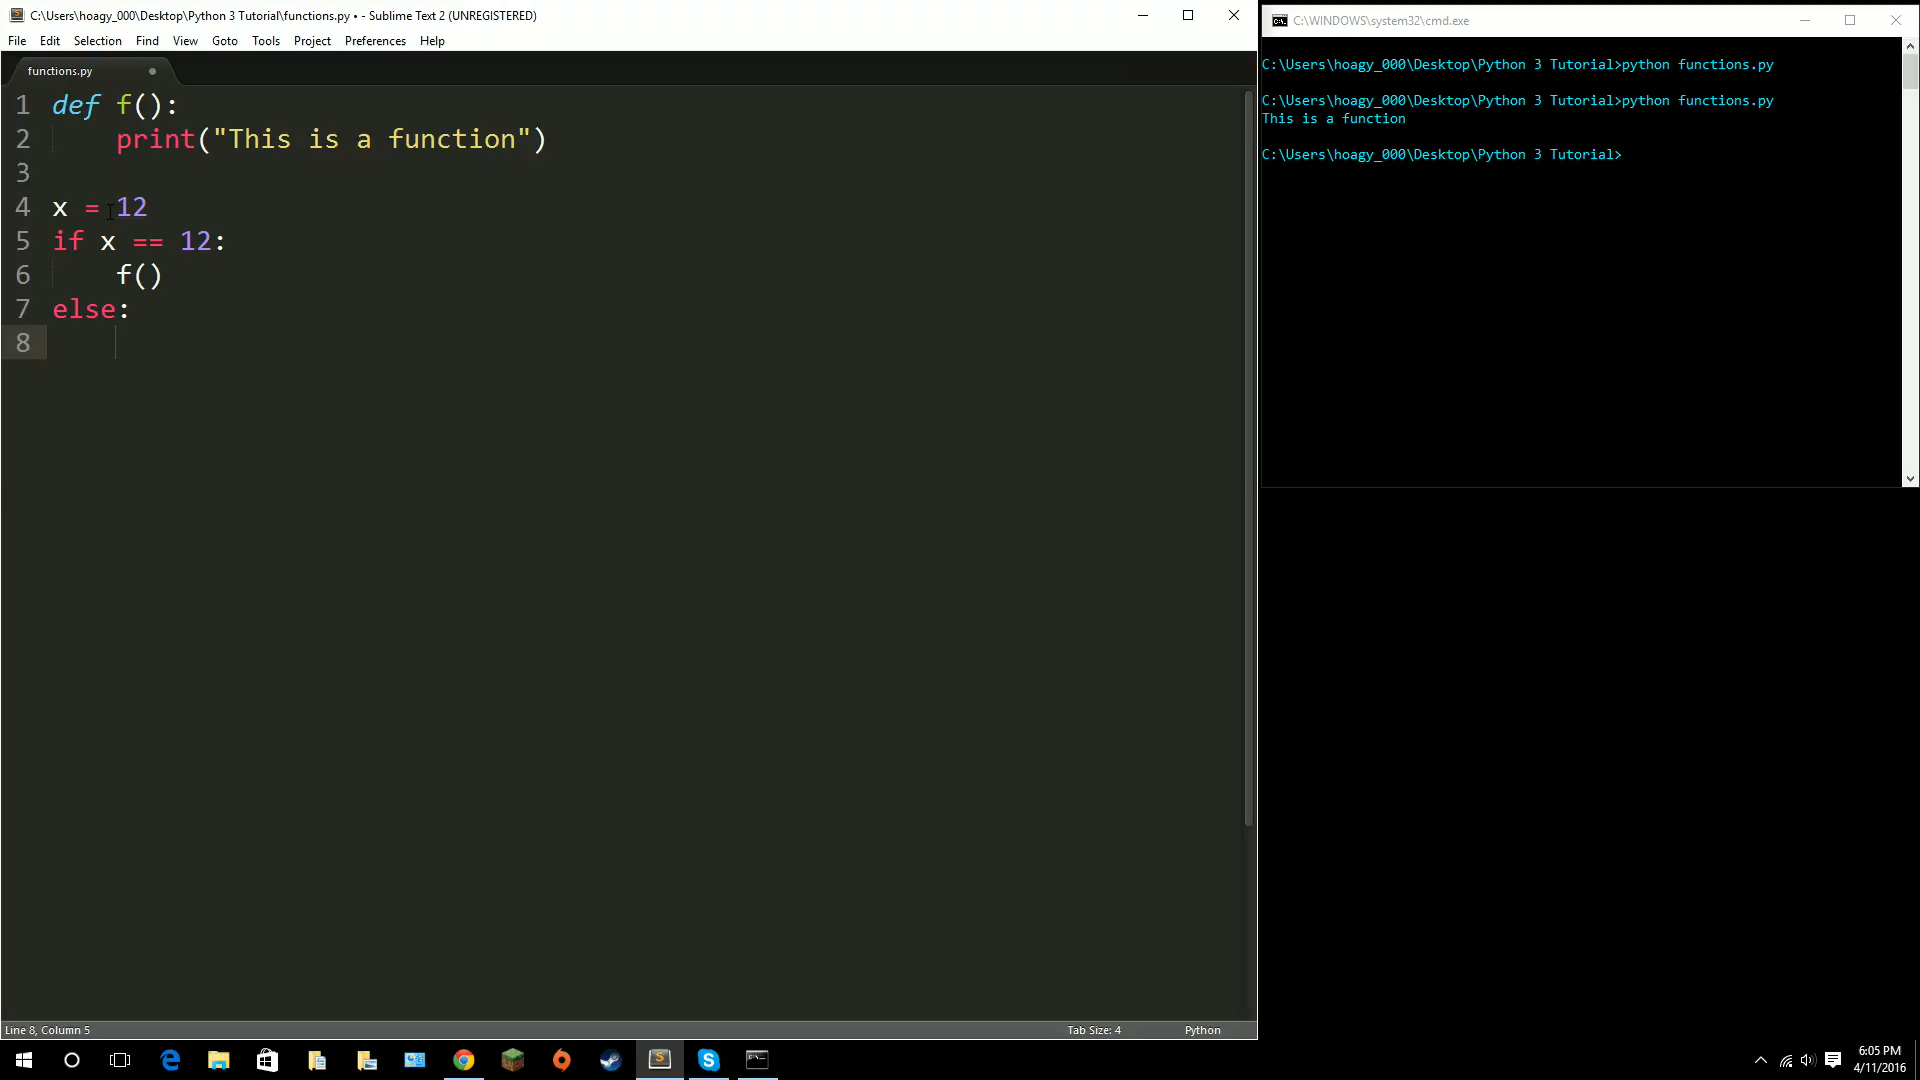 C:\Users\hoagy_000\Desktop\Python 3 Tutorial\functions.py • - Sublime Text 2 (UNREGISTERED)
File Edit Selection Find View Goto Tools Project Preferences Help
functions.py
1 def f():
2 print("This is a function")
3
4 x = 12
5 if x == 12:
6 f()
7 else:
8
Line 8, Column 5
Tab Size: 4
Python
C:\WINDOWS\system32\cmd.exe
C:\Users\hoagy_000\Desktop\Python 3 Tutorial>python functions.py
C:\Users\hoagy_000\Desktop\Python 3 Tutorial>python functions.py
This is a function
C:\Users\hoagy_000\Desktop\Python 3 Tutorial>
6:05 PM
4/11/2016